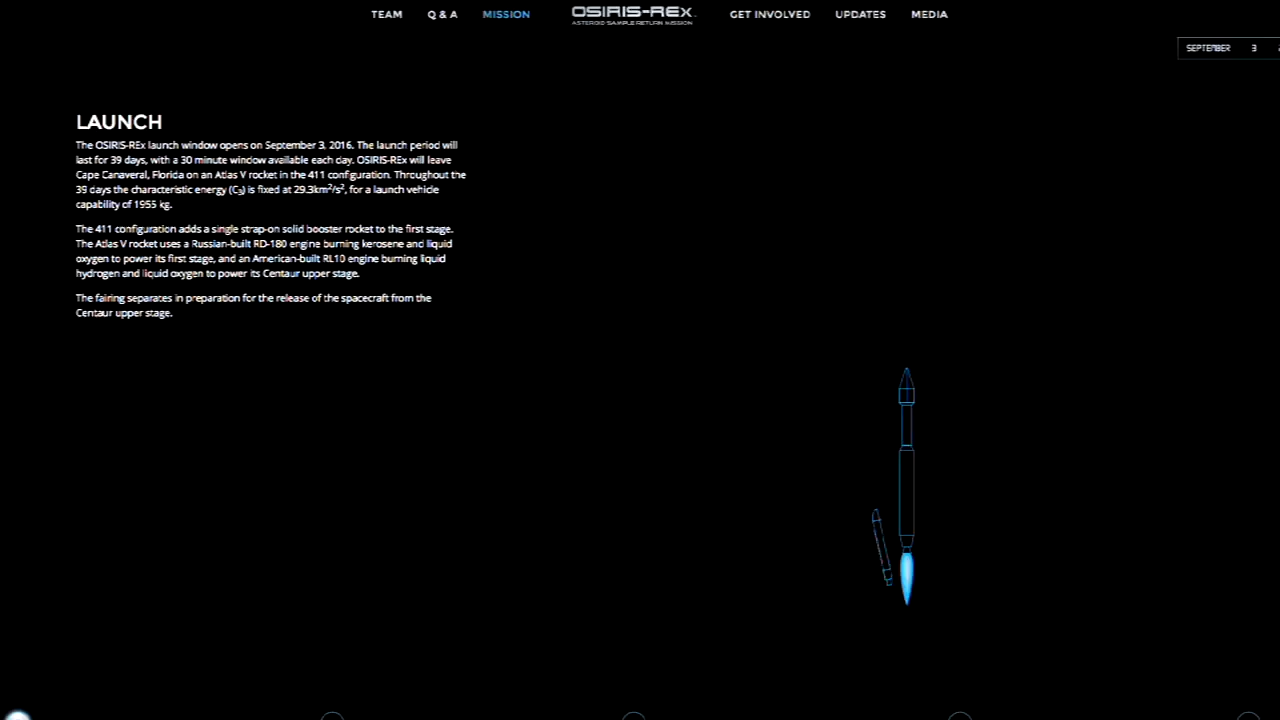 TEAM Q & A MISSION OSIRIS-REx GET INVOLVED UPDATES MEDIA
ASTEROID SAMPLE RETURN MISSION
SEPTEMBER 3
LAUNCH
The OSIRIS-REx launch window opens on September 3, 2016. The launch period will
last for 39 days, with a 30 minute window available each day. OSIRIS-REx will leave
Cape Canaveral, Florida on an Atlas V rocket in the 411 configuration. Throughout the
39 days the characteristic energy (C₃) is fixed at 29.3km²/s², for a launch vehicle
capability of 1955 kg.
The 411 configuration adds a single strap-on solid booster rocket to the first stage.
The Atlas V rocket uses a Russian-built RD-180 engine burning kerosene and liquid
oxygen to power its first stage, and an American-built RL10 engine burning liquid
hydrogen and liquid oxygen to power its Centaur upper stage.
The fairing separates in preparation for the release of the spacecraft from the
Centaur upper stage.